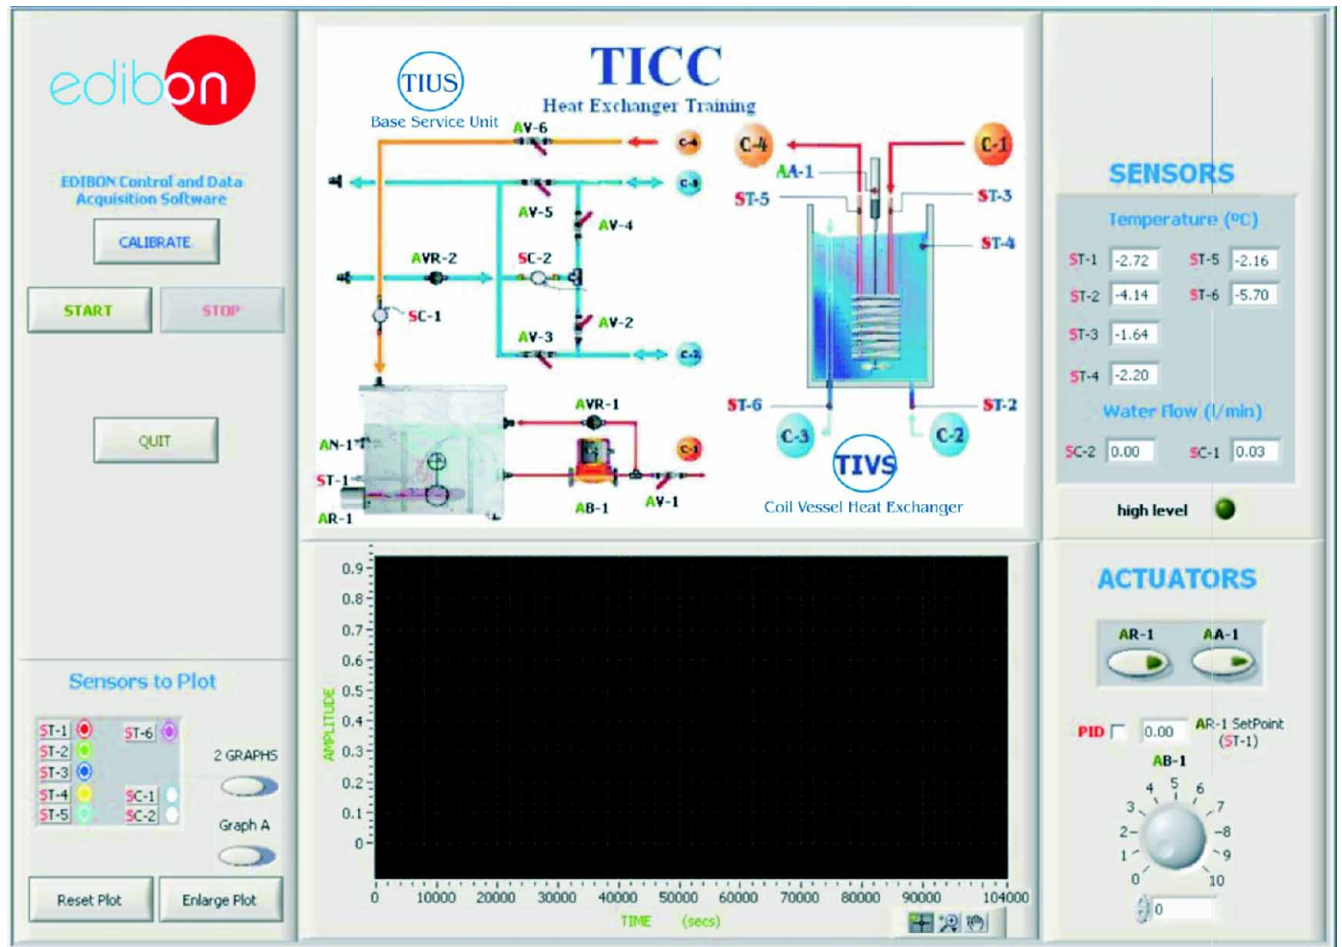 edibon
EDIBON Control and Data
Acquisition Software
CALIBRATE
START
STOP
QUIT
Sensors to Plot
ST-1
ST-2
ST-3
ST-4
ST-5
ST-6
SC-1
SC-2
2 GRAPHS
Graph A
Reset Plot
Enlarge Plot
TICC
Heat Exchanger Training
TIUS
Base Service Unit
AV-6
C-4
C-3
AV-5
AV-4
AVR-2
SC-2
SC-1
AV-2
AV-3
C-2
AVR-1
AN-1
ST-1
AR-1
AB-1
C-1
AV-1
C-4
C-1
AA-1
ST-5
ST-3
ST-4
ST-6
ST-2
C-3
C-2
TIVS
Coil Vessel Heat Exchanger
AMPLITUDE
0.9
0.8
0.7
0.6
0.5
0.4
0.3
0.2
0.1
0
0 10000 20000 30000 40000 50000 60000 70000 80000 90000 104000
TIME (secs)
SENSORS
Temperature (ºC)
ST-1 -2.72 ST-5 -2.16
ST-2 -4.14 ST-6 -5.70
ST-3 -1.64
ST-4 -2.20
Water Flow (l/min)
SC-2 0.00 SC-1 0.03
high level
ACTUATORS
AR-1 AA-1
PID 0.00 AR-1 SetPoint
(ST-1)
AB-1
0 1 2 3 4 5 6 7 8 9 10
0